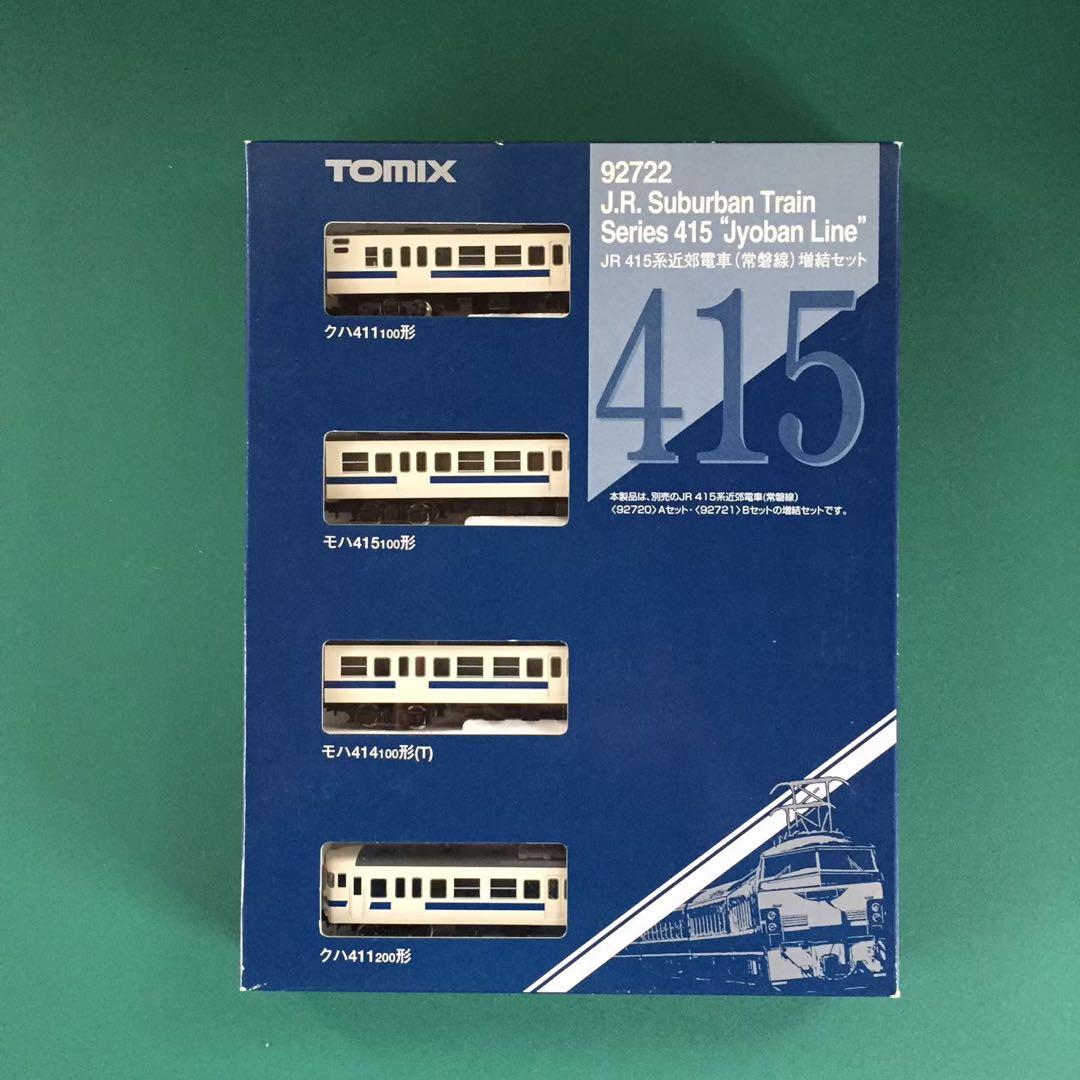 TOMIX
92722
J.R. Suburban Train
Series 415 “Jyoban Line”
JR 415系近郊電車（常磐線）増結セット
415
本製品は、別売のJR 415系近郊電車(常磐線)
〈92720〉Aセット・〈92721〉Bセットの増結セットです。
クハ411100形
モハ415100形
モハ414100形(T)
クハ411200形